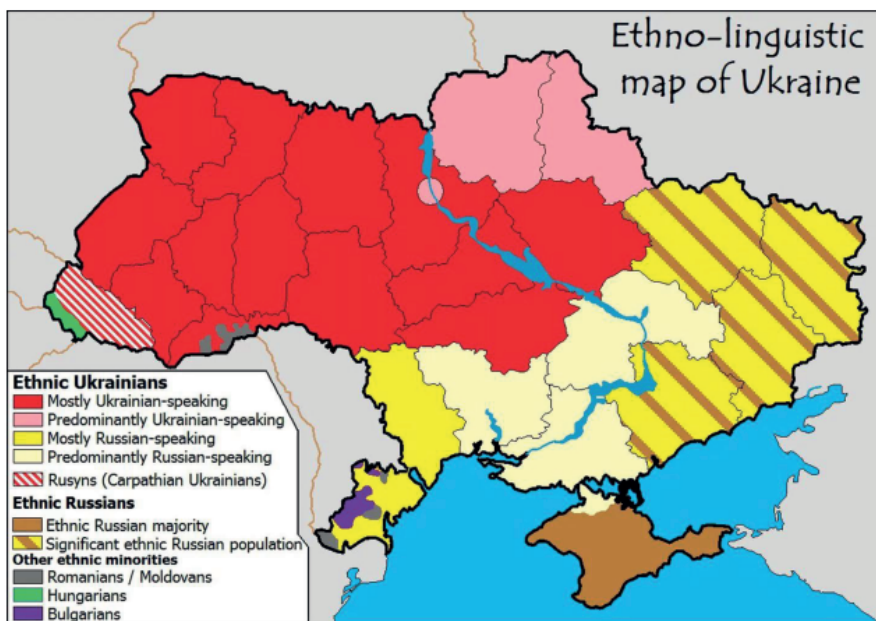 Ethno-linguistic
map of Ukraine
Ethnic Ukrainians
Mostly Ukrainian-speaking
Predominantly Ukrainian-speaking
Mostly Russian-speaking
Predominantly Russian-speaking
Rusyns (Carpathian Ukrainians)
Ethnic Russians
Ethnic Russian majority
Significant ethnic Russian population
Other ethnic minorities
Romanians / Moldovans
Hungarians
Bulgarians